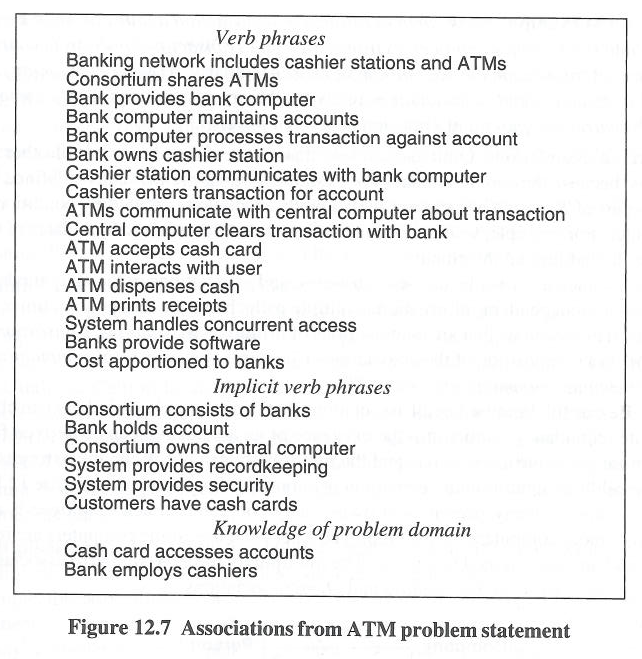 Verb phrases
Banking network includes cashier stations and ATMs
Consortium shares ATMs
Bank provides bank computer
Bank computer maintains accounts
Bank computer processes transaction against account
Bank owns cashier station
Cashier station communicates with bank computer
Cashier enters transaction for account
ATMs communicate with central computer about transaction
Central computer clears transaction with bank
ATM accepts cash card
ATM interacts with user
ATM dispenses cash
ATM prints receipts
System handles concurrent access
Banks provide software
Cost apportioned to banks
Implicit verb phrases
Consortium consists of banks
Bank holds account
Consortium owns central computer
System provides recordkeeping
System provides security
Customers have cash cards
Knowledge of problem domain
Cash card accesses accounts
Bank employs cashiers
Figure 12.7 Associations from ATM problem statement